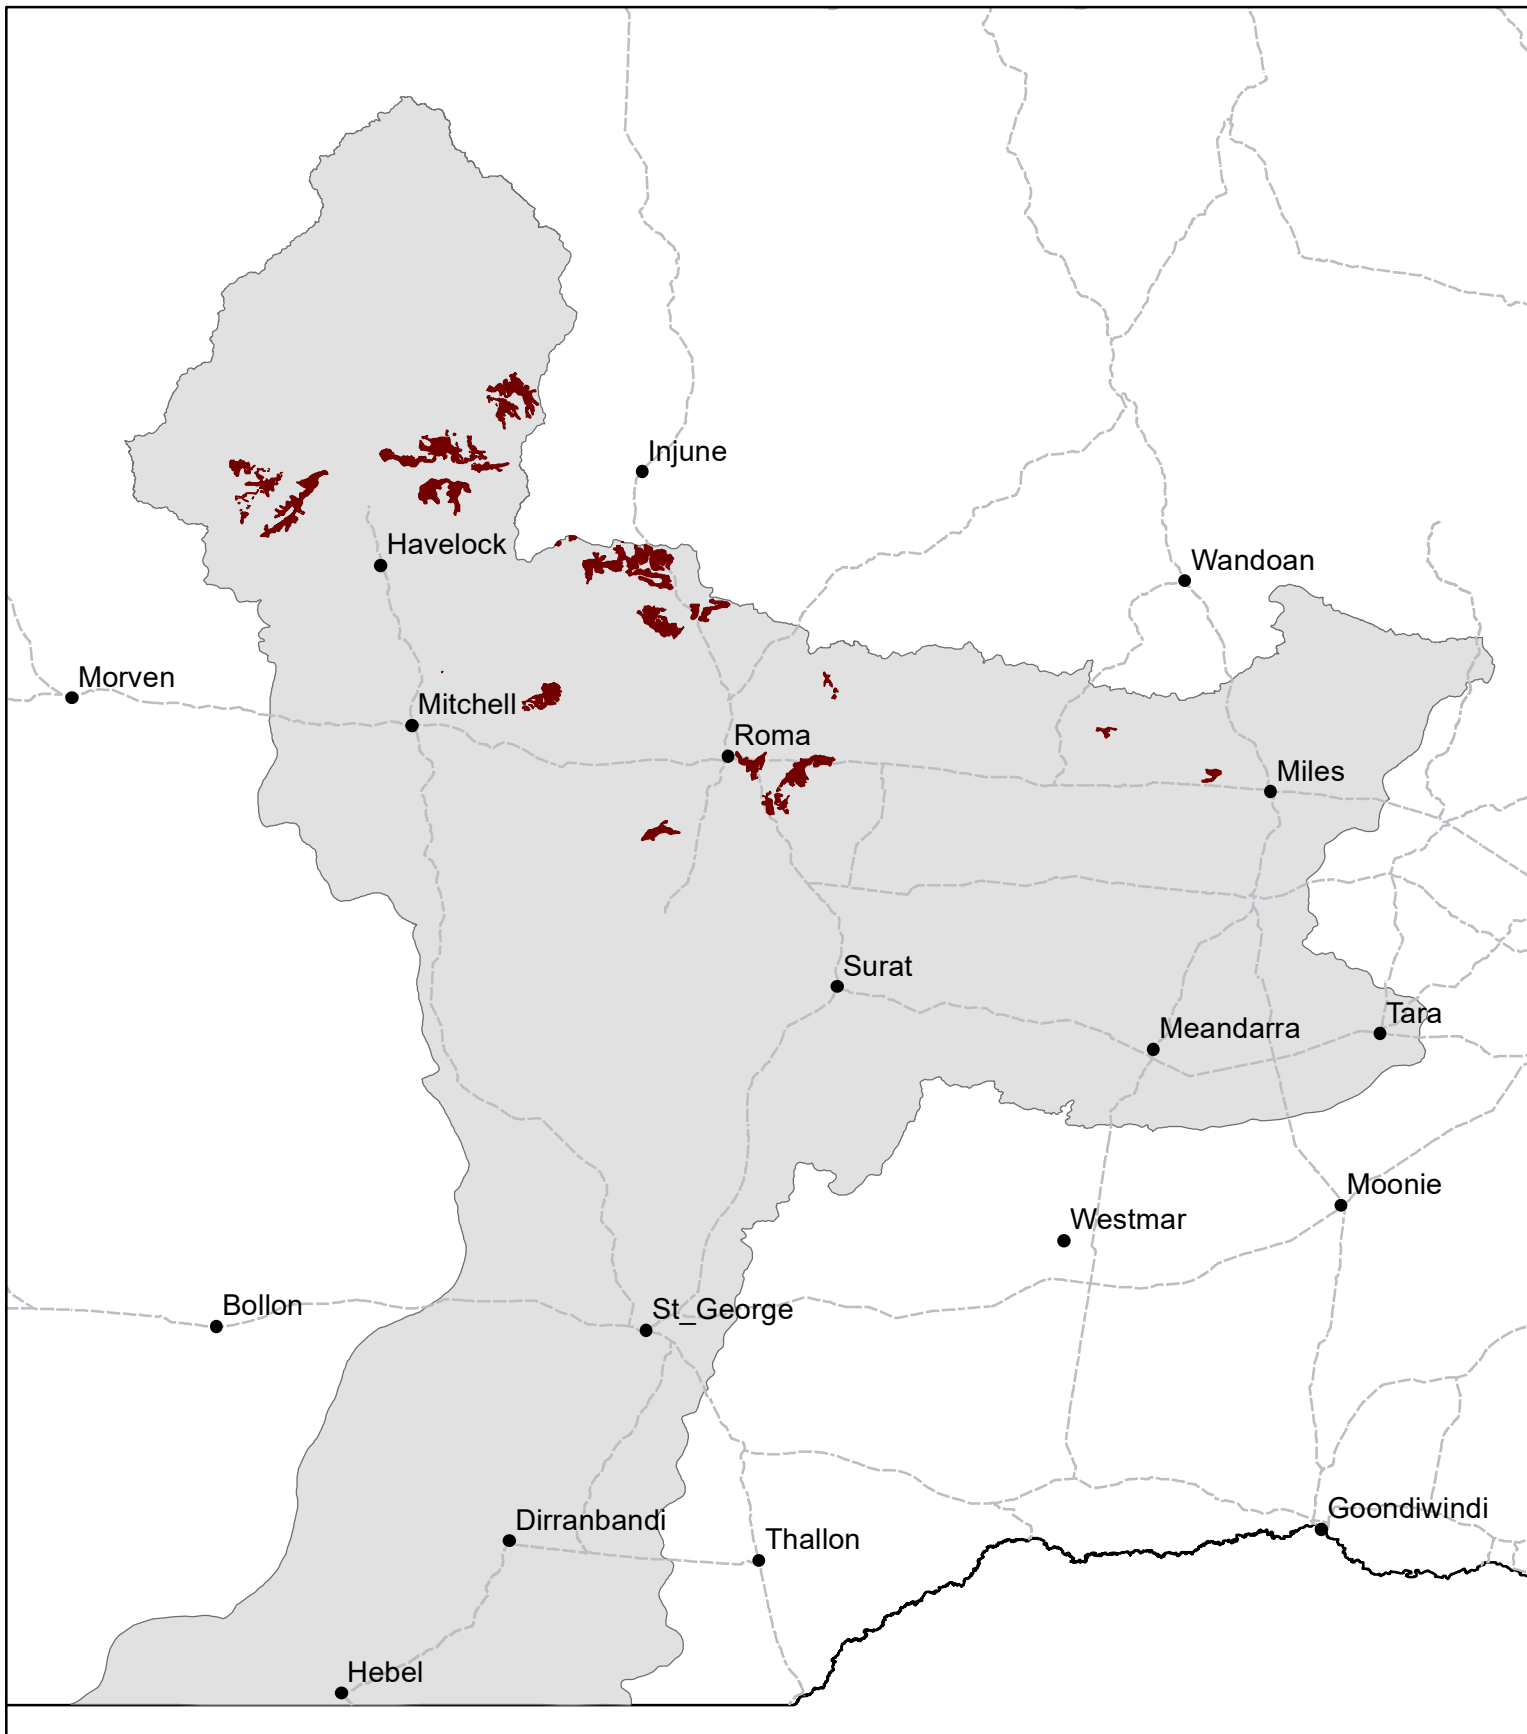 Injune
Havelock
Wandoan
Morven
Mitchell
Roma
Miles
Surat
Tara
Meandarra
Moonie
Westmar
Bollon
St_George
Goondiwindi
Dirranbandi
Thallon
Hebel